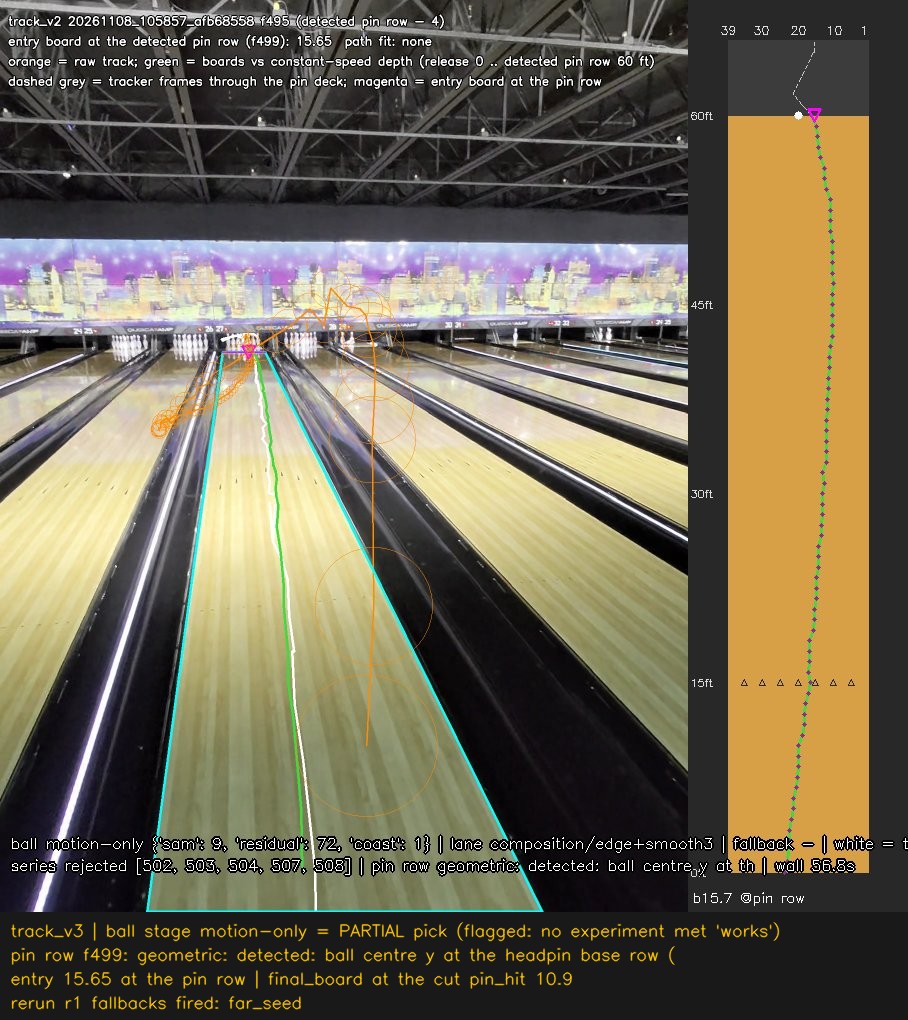 track_v2 20261108_105857_afb68558 f495 (detected pin row - 4)
entry board at the detected pin row (f499): 15.65 path fit: none
orange = raw track; green = boards vs constant-speed depth (release 0 .. detected pin row 60 ft)
dashed grey = tracker frames through the pin deck; magenta = entry board at the pin row
39 30 20 10 1
60ft
45ft
30ft
15ft
0ft
ball motion-only {'sam': 9, 'residual': 72, 'coast': 1} | lane composition/edge+smooth3 | fallback - | white = t
series rejected [502, 503, 504, 507, 508] | pin row geometric: detected: ball centre y at th | wall 56.8s
b15.7 @pin row
track_v3 | ball stage motion-only = PARTIAL pick (flagged: no experiment met 'works')
pin row f499: geometric: detected: ball centre y at the headpin base row (
entry 15.65 at the pin row | final_board at the cut pin_hit 10.9
rerun r1 fallbacks fired: far_seed